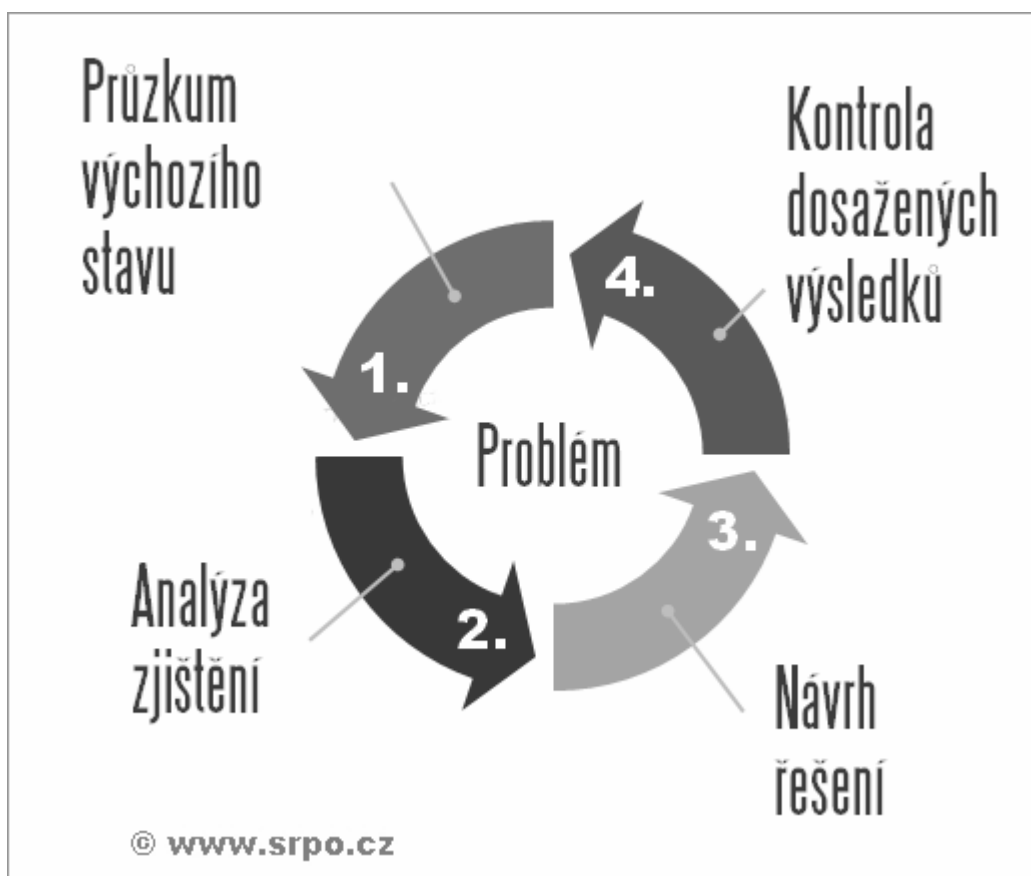 Průzkum
výchozího
stavu
1.
Analýza
zjištění
2.
Problém
Návrh
řešení
3.
Kontrola
dosažených
výsledků
4.
© www.srpo.cz